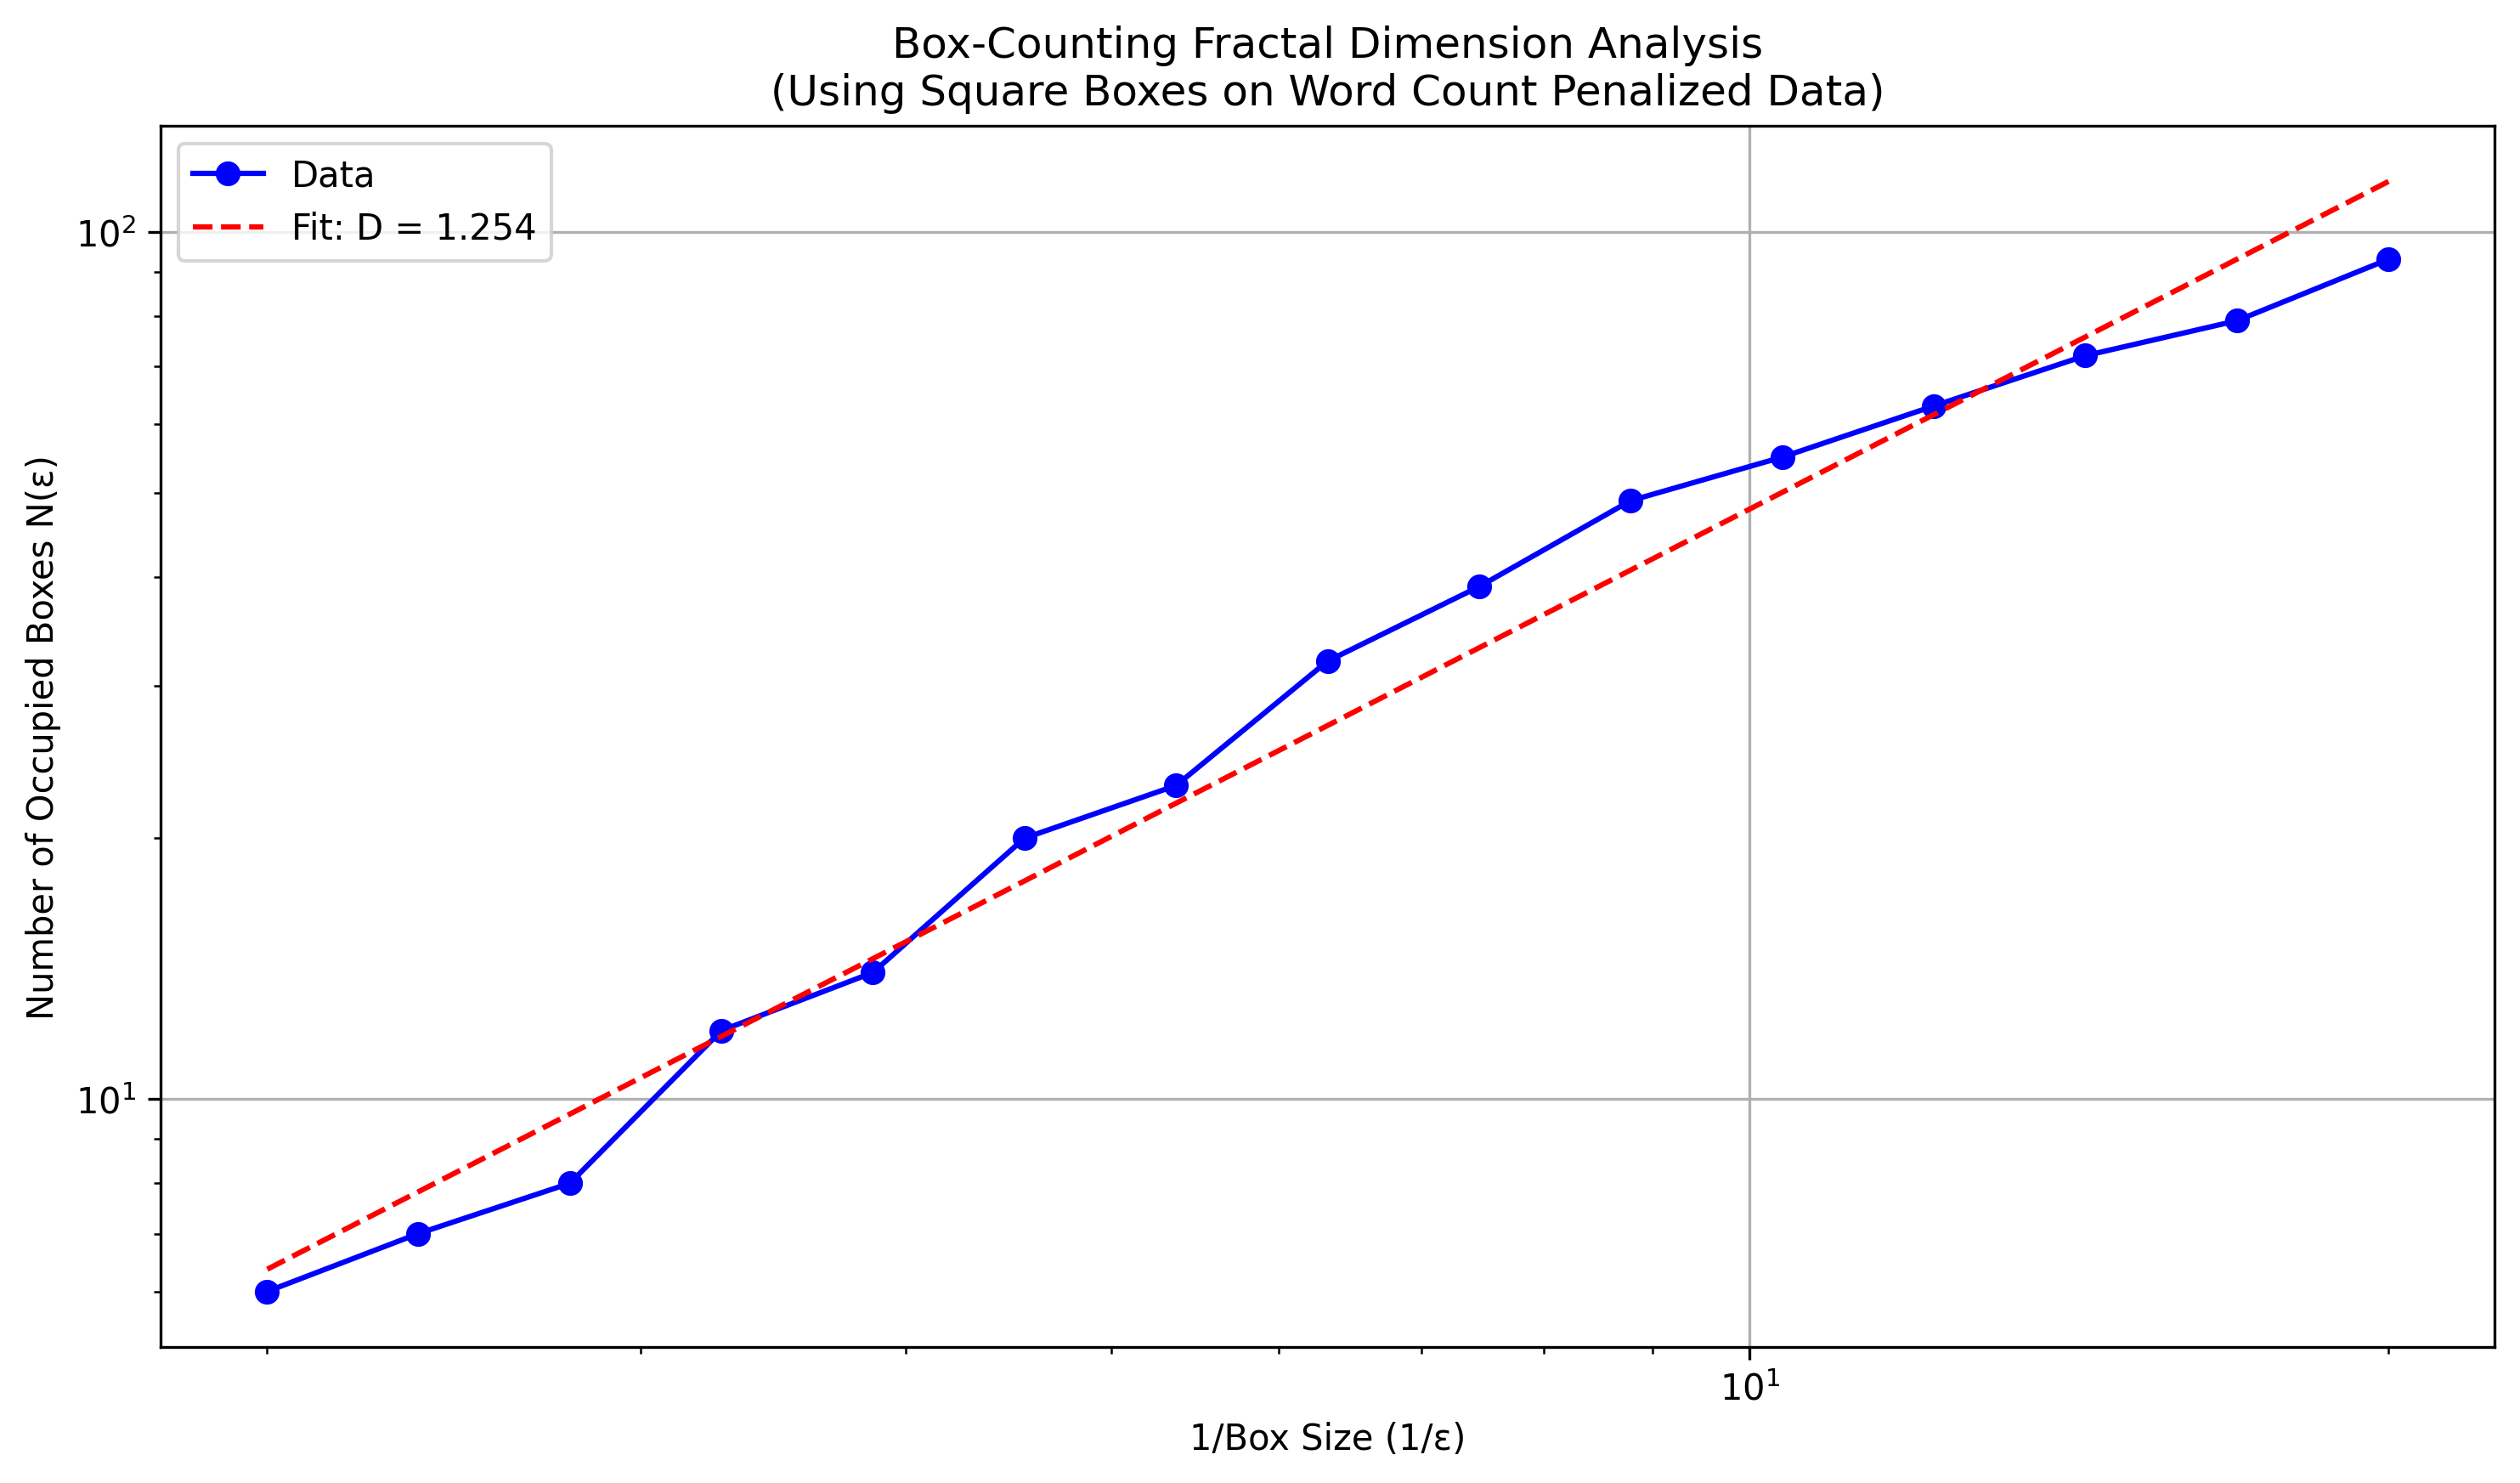 Box-Counting Fractal Dimension Analysis
(Using Square Boxes on Word Count Penalized Data)
Data
Fit: D = 1.254
10²
10¹
Number of Occupied Boxes N(ε)
10¹
1/Box Size (1/ε)